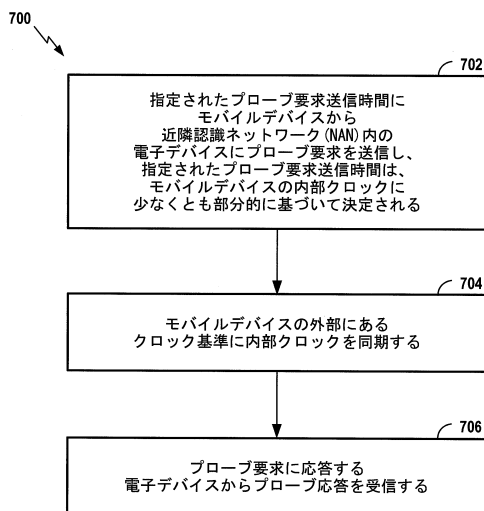 700
702
指定されたプローブ要求送信時間に
モバイルデバイスから
近隣認識ネットワーク(NAN)内の
電子デバイスにプローブ要求を送信し、
指定されたプローブ要求送信時間は、
モバイルデバイスの内部クロックに
少なくとも部分的に基づいて決定される
704
モバイルデバイスの外部にある
クロック基準に内部クロックを同期する
706
プローブ要求に応答する
電子デバイスからプローブ応答を受信する